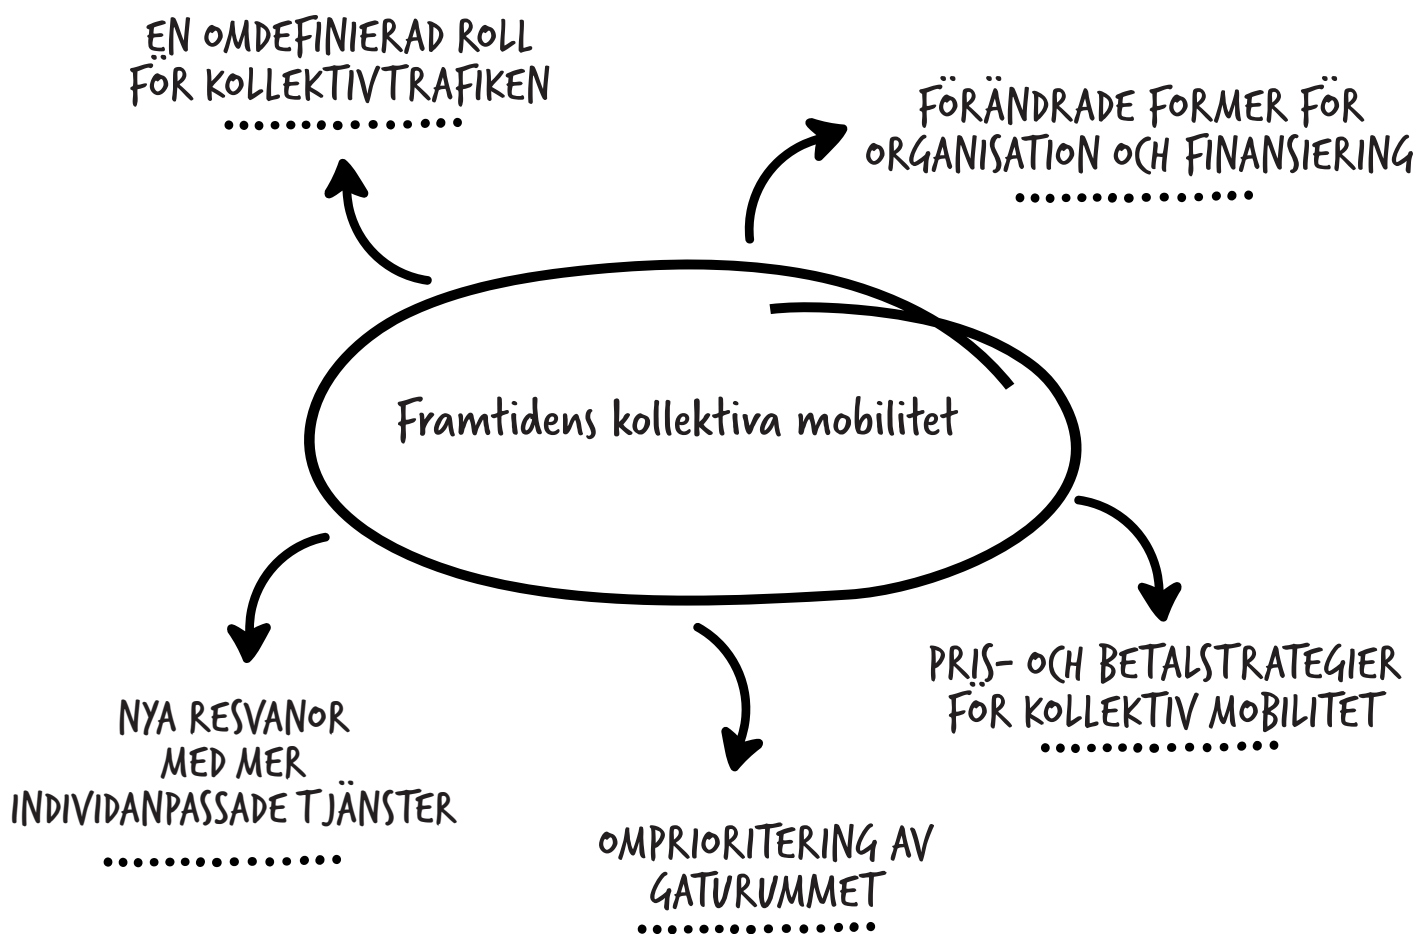 EN OMDEFINIERAD ROLL
FÖR KOLLEKTIVTRAFIKEN
FÖRÄNDRADE FORMER FÖR
ORGANISATION OCH FINANSIERING
Framtidens kollektiva mobilitet
PRIS- OCH BETALSTRATEGIER
FÖR KOLLEKTIV MOBILITET
NYA RESVANOR
MED MER
INDIVIDANPASSADE TJÄNSTER
OMPRIORITERING AV
GATURUMMET